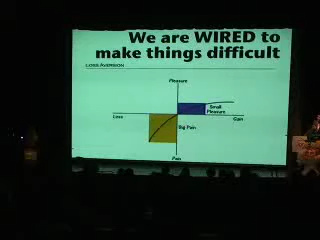 We are WIRED to
make things difficult
LOSS AVERSION
Pleasure
Small
Pleasure
Loss
Gain
Big Pain
Pain